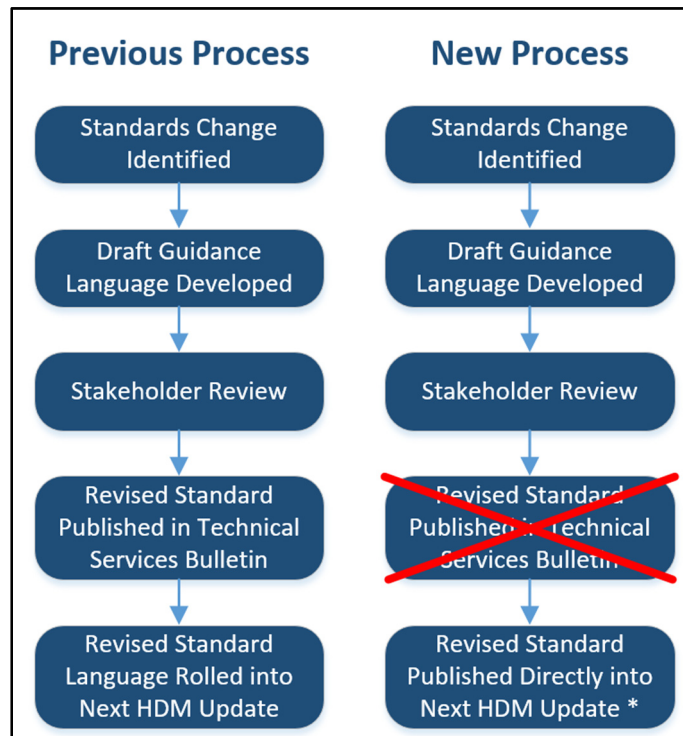 Previous Process
Standards Change
Identified
Draft Guidance
Language Developed
Stakeholder Review
Revised Standard
Published in Technical
Services Bulletin
Revised Standard
Language Rolled into
Next HDM Update
New Process
Standards Change
Identified
Draft Guidance
Language Developed
Stakeholder Review
Revised Standard
Published in Technical
Services Bulletin
Revised Standard
Published Directly into
Next HDM Update *